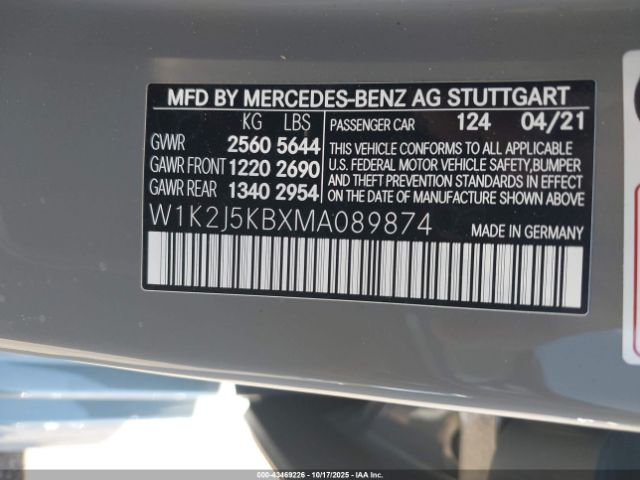 MFD BY MERCEDES-BENZ AG STUTTGART
KG LBS
GVWR 2560 5644
GAWR FRONT 1220 2690
GAWR REAR 1340 2954
PASSENGER CAR 124 04/21
THIS VEHICLE CONFORMS TO ALL APPLICABLE
U.S. FEDERAL MOTOR VEHICLE SAFETY,BUMPER
AND THEFT PREVENTION STANDARDS IN EFFECT
ON THE DATE OF MANUFACTURE SHOWN ABOVE
W1K2J5KBXMA089874
MADE IN GERMANY
000-43469226 - 10/17/2025 - IAAC